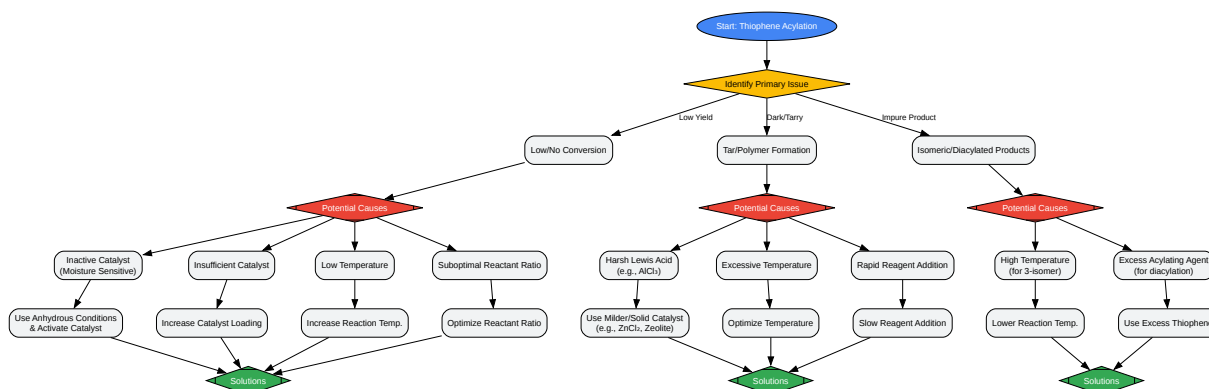 Start: Thiophene Acylation
Identify Primary Issue
Low Yield
Dark/Tarry
Impure Product
Low/No Conversion
Tar/Polymer Formation
Isomeric/Diacylated Products
Potential Causes
Potential Causes
Potential Causes
Inactive Catalyst
(Moisture Sensitive)
Insufficient Catalyst
Low Temperature
Suboptimal Reactant Ratio
Harsh Lewis Acid
(e.g., AlCl₃)
Excessive Temperature
Rapid Reagent Addition
High Temperature
(for 3-isomer)
Excess Acylating Agent
(for diacylation)
Use Anhydrous Conditions
& Activate Catalyst
Increase Catalyst Loading
Increase Reaction Temp.
Optimize Reactant Ratio
Use Milder/Solid Catalyst
(e.g., ZnCl₂, Zeolite)
Optimize Temperature
Slow Reagent Addition
Lower Reaction Temp.
Use Excess Thiophene
Solutions
Solutions
Solutions